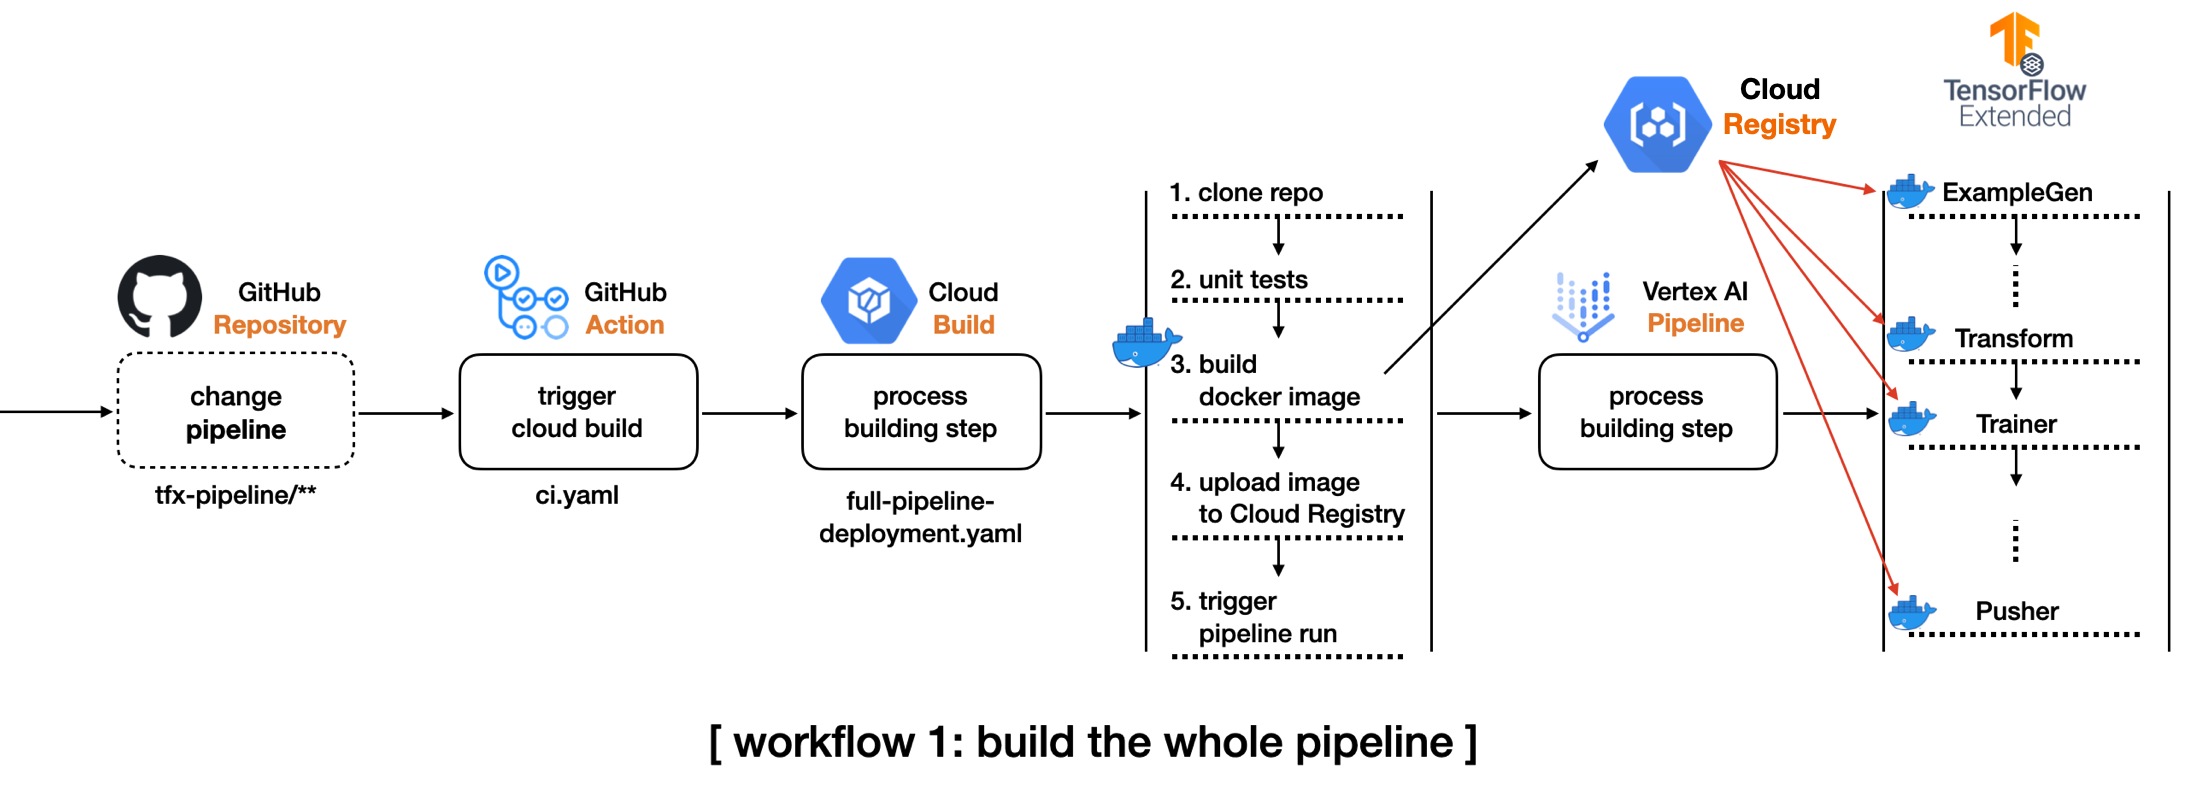 GitHub
Repository
change
pipeline
tfx-pipeline/**
GitHub
Action
trigger
cloud build
ci.yaml
Cloud
Build
process
building step
full-pipeline-
deployment.yaml
1. clone repo
2. unit tests
3. build
docker image
4. upload image
to Cloud Registry
5. trigger
pipeline run
Cloud
Registry
Vertex AI
Pipeline
process
building step
TensorFlow
Extended
ExampleGen
Transform
Trainer
Pusher
[ workflow 1: build the whole pipeline ]